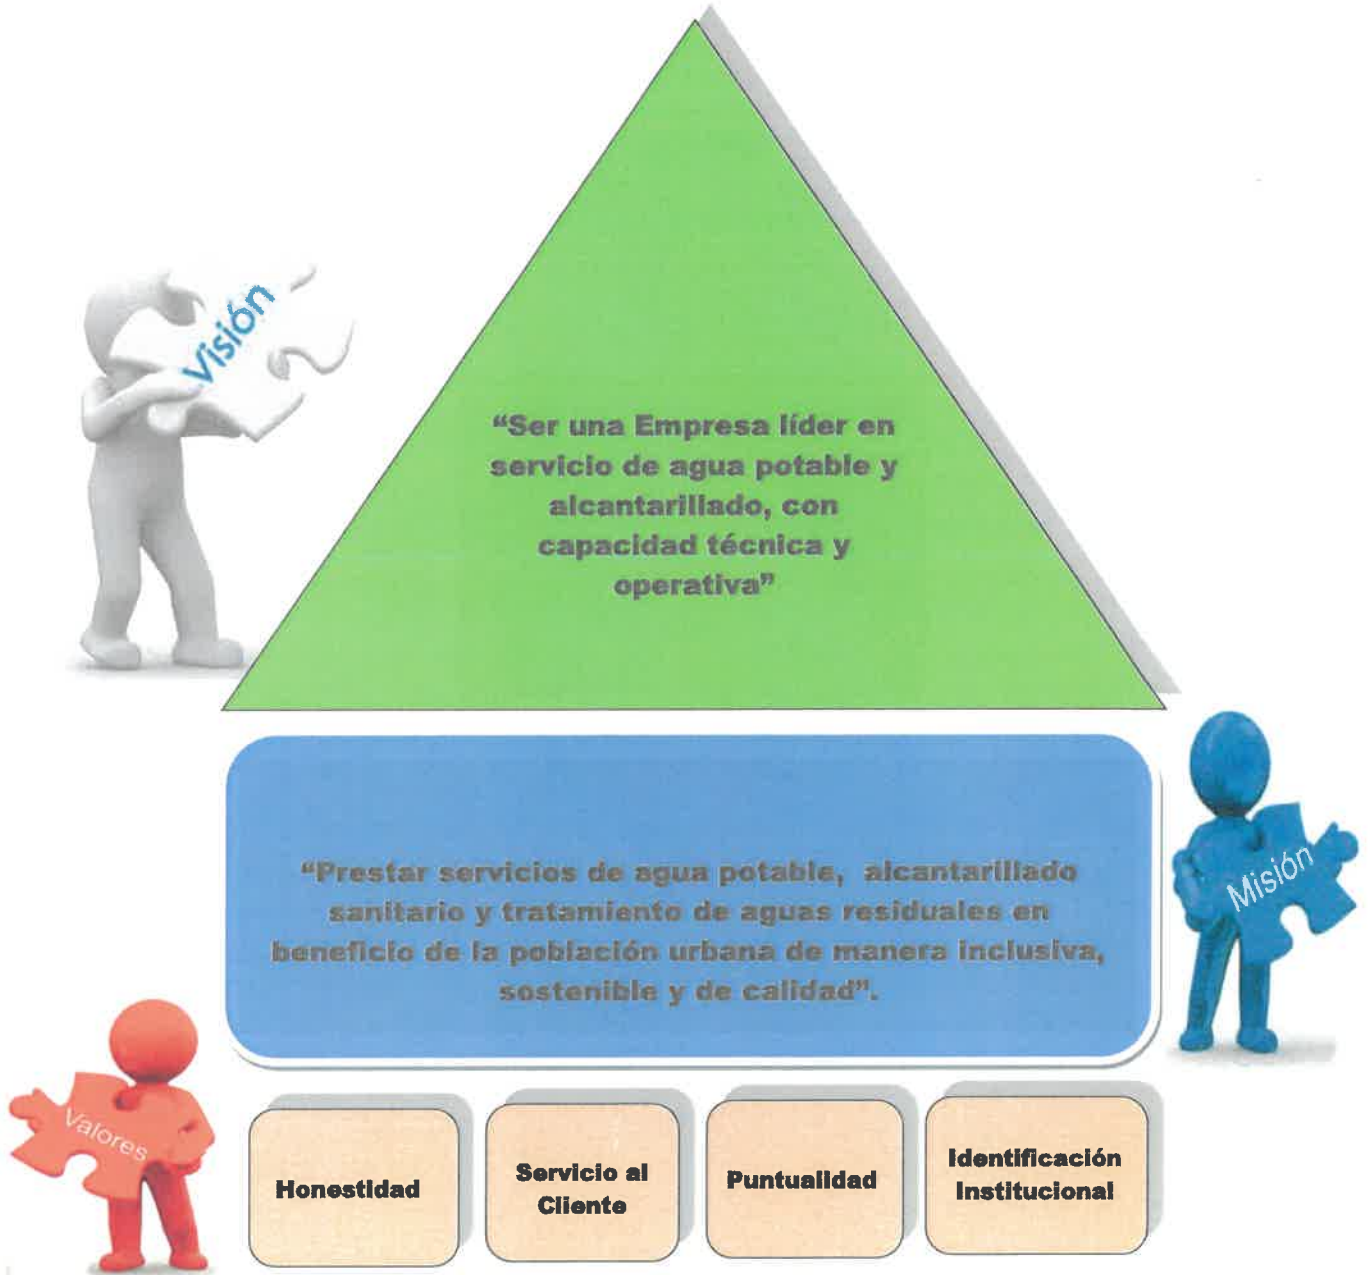 Visión
“Ser una Empresa líder en
servicio de agua potable y
alcantarillado, con
capacidad técnica y
operativa”
“Prestar servicios de agua potable, alcantarillado
sanitario y tratamiento de aguas residuales en
beneficio de la población urbana de manera inclusiva,
sostenible y de calidad”.
Misión
Valores
Honestidad
Servicio al
Cliente
Puntualidad
Identificación
Institucional